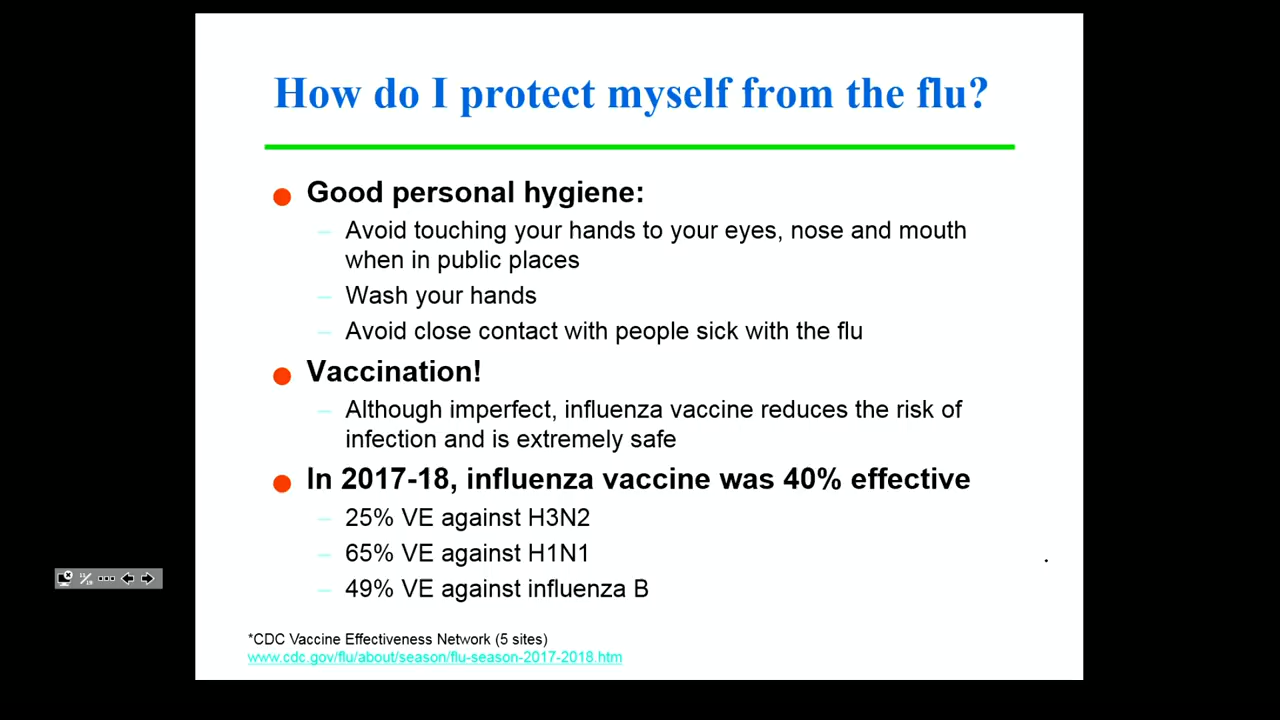 How do I protect myself from the flu?
Good personal hygiene:
– Avoid touching your hands to your eyes, nose and mouth
when in public places
– Wash your hands
– Avoid close contact with people sick with the flu
Vaccination!
– Although imperfect, influenza vaccine reduces the risk of
infection and is extremely safe
In 2017-18, influenza vaccine was 40% effective
– 25% VE against H3N2
– 65% VE against H1N1
– 49% VE against influenza B
*CDC Vaccine Effectiveness Network (5 sites)
www.cdc.gov/flu/about/season/flu-season-2017-2018.htm